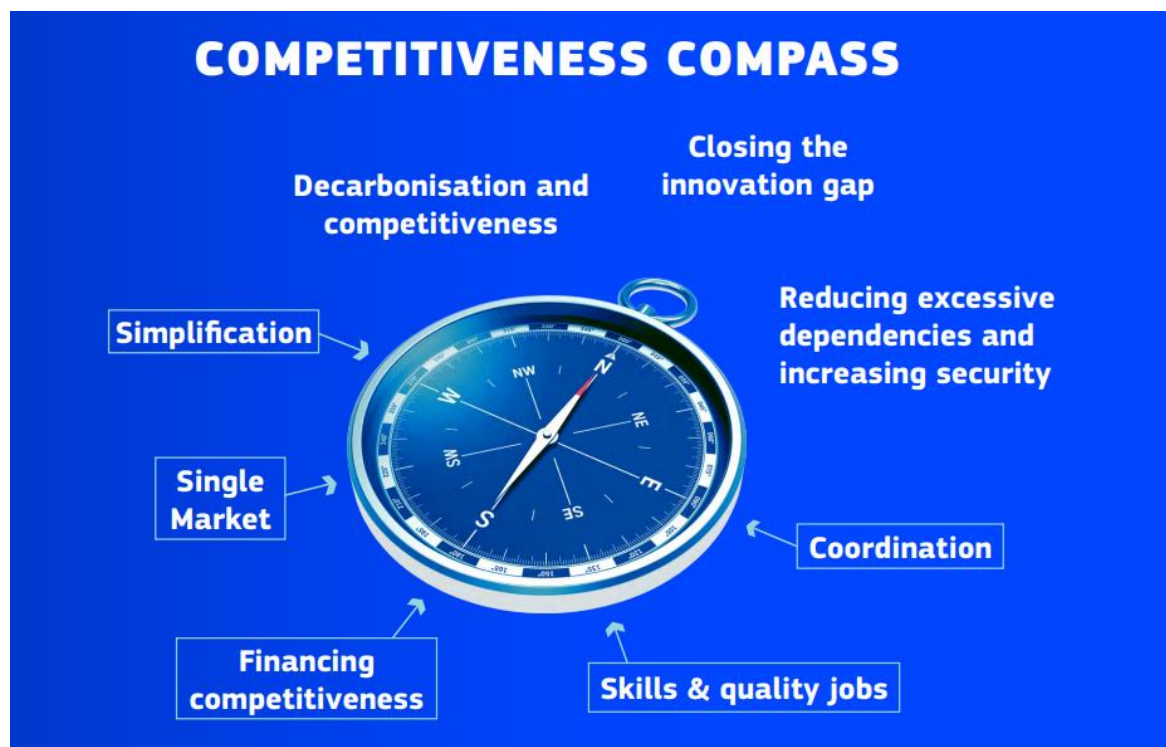 COMPETITIVENESS COMPASS
Closing the
innovation gap
Decarbonisation and
competitiveness
Reducing excessive
dependencies and
increasing security
Simplification
N
NW
W
NE
SW
E
S
SE
Single
Market
Coordination
Financing
competitiveness
Skills & quality jobs